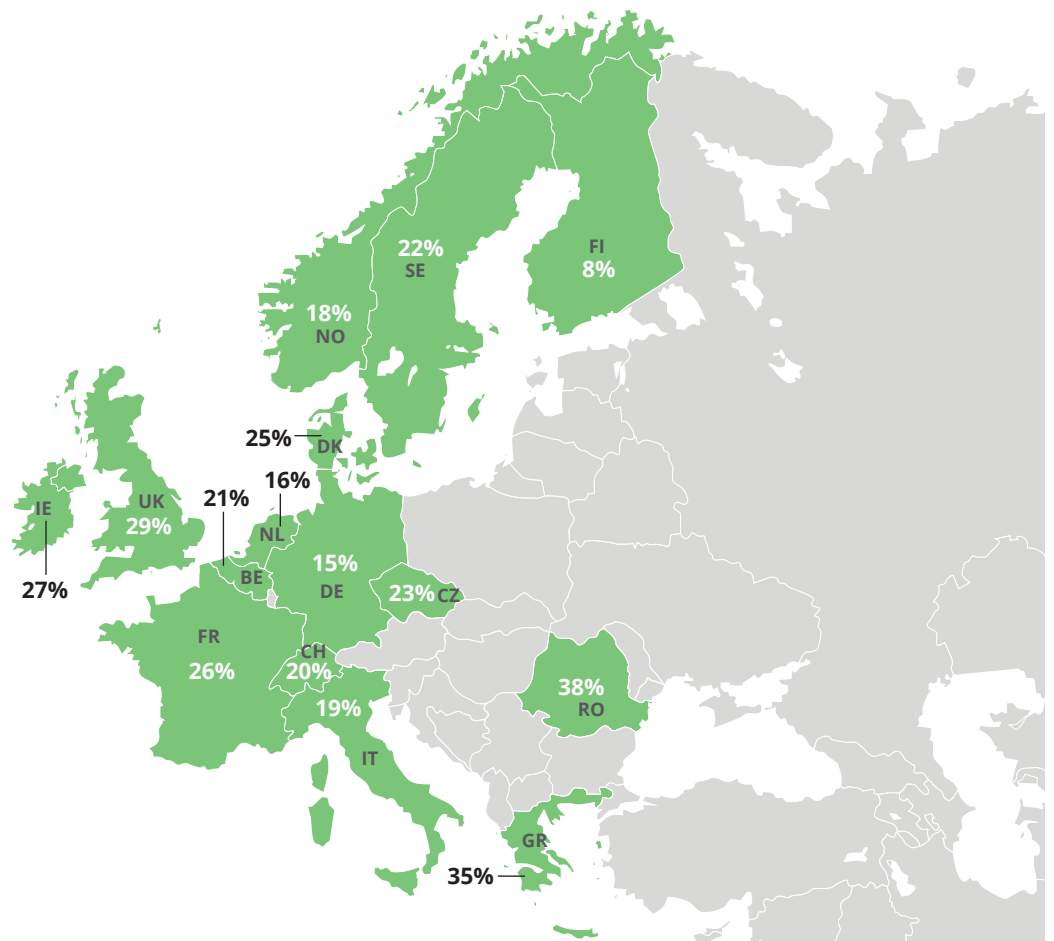 22%
SE
FI
8%
18%
NO
25%
DK
16%
21%
IE
UK
29%
NL
27%
15%
DE
BE
23%
CZ
FR
26%
CH
20%
38%
RO
19%
IT
GR
35%